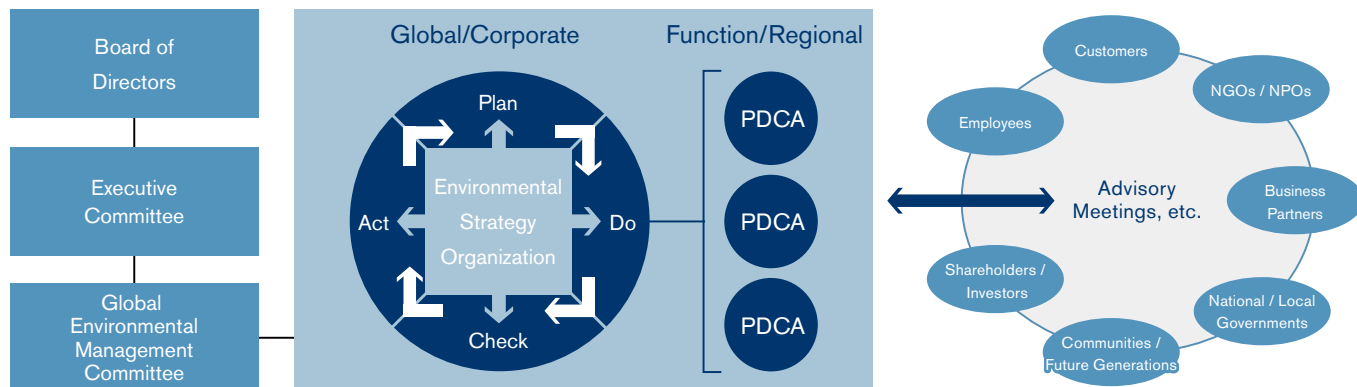 Board of
Directors
Executive
Committee
Global
Environmental
Management
Committee
Global/Corporate
Function/Regional
Plan
Act
Environmental
Strategy
Organization
Do
Check
PDCA
PDCA
PDCA
Customers
NGOs / NPOs
Employees
Advisory
Meetings, etc.
Business
Partners
Shareholders /
Investors
National / Local
Governments
Communities /
Future Generations